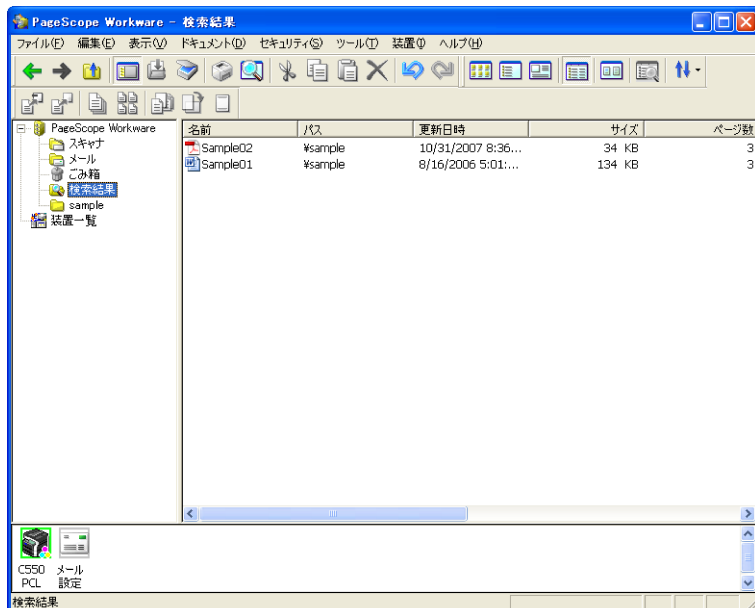 PageScope Workware - 検索結果
ファイル(F) 編集(E) 表示(V) ドキュメント(D) セキュリティ(S) ツール(T) 装置(I) ヘルプ(H)
PageScope Workware
スキャナ
メール
ごみ箱
検索結果
sample
装置一覧
名前 パス 更新日時 サイズ ページ数
Sample02 ¥sample 10/31/2007 8:36... 34 KB 3
Sample01 ¥sample 8/16/2006 5:01:... 134 KB 3
C550 PCL
メール 設定
検索結果